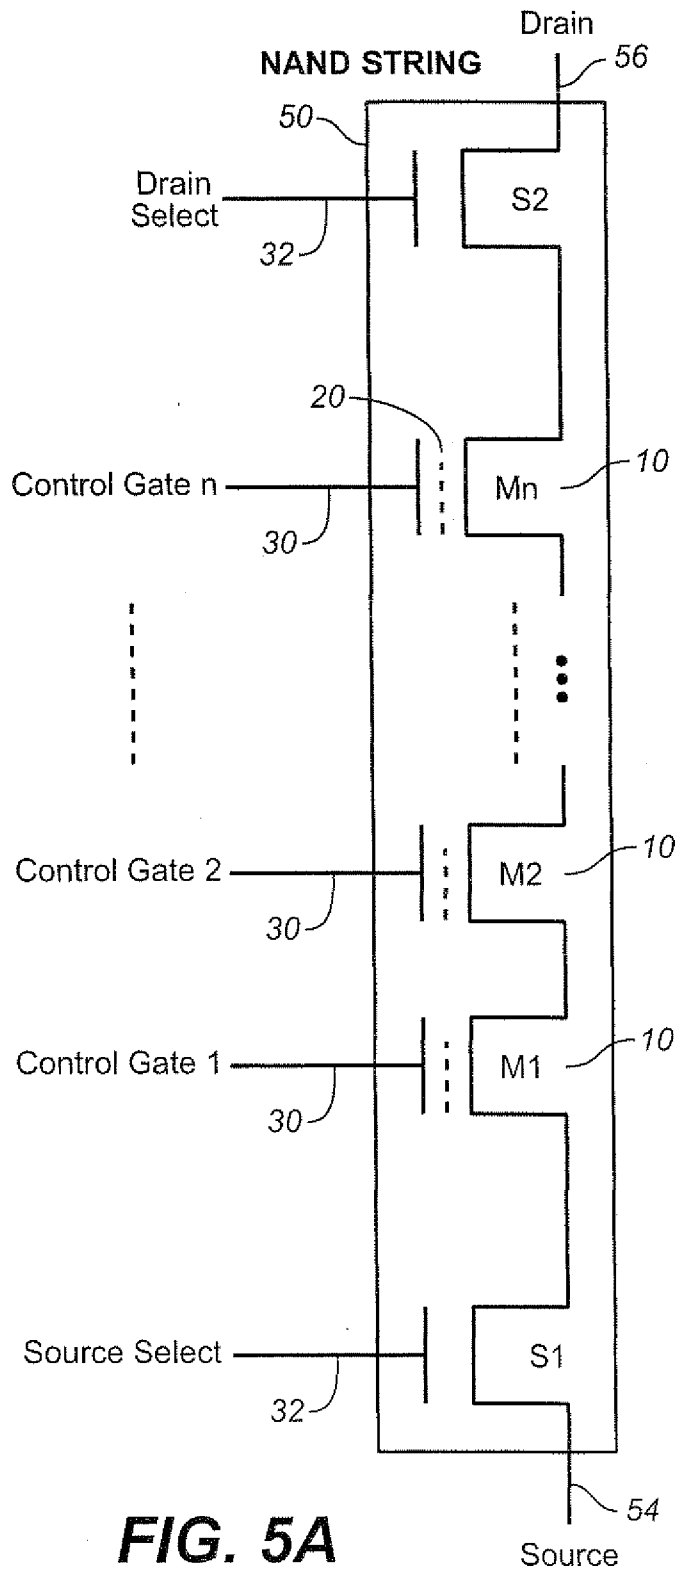 Drain
NAND STRING
56
50
Drain
Select
S2
32
20
Control Gate n
Mn
10
30
Control Gate 2
M2
10
30
Control Gate 1
M1
10
30
Source Select
S1
32
54
FIG. 5A
Source